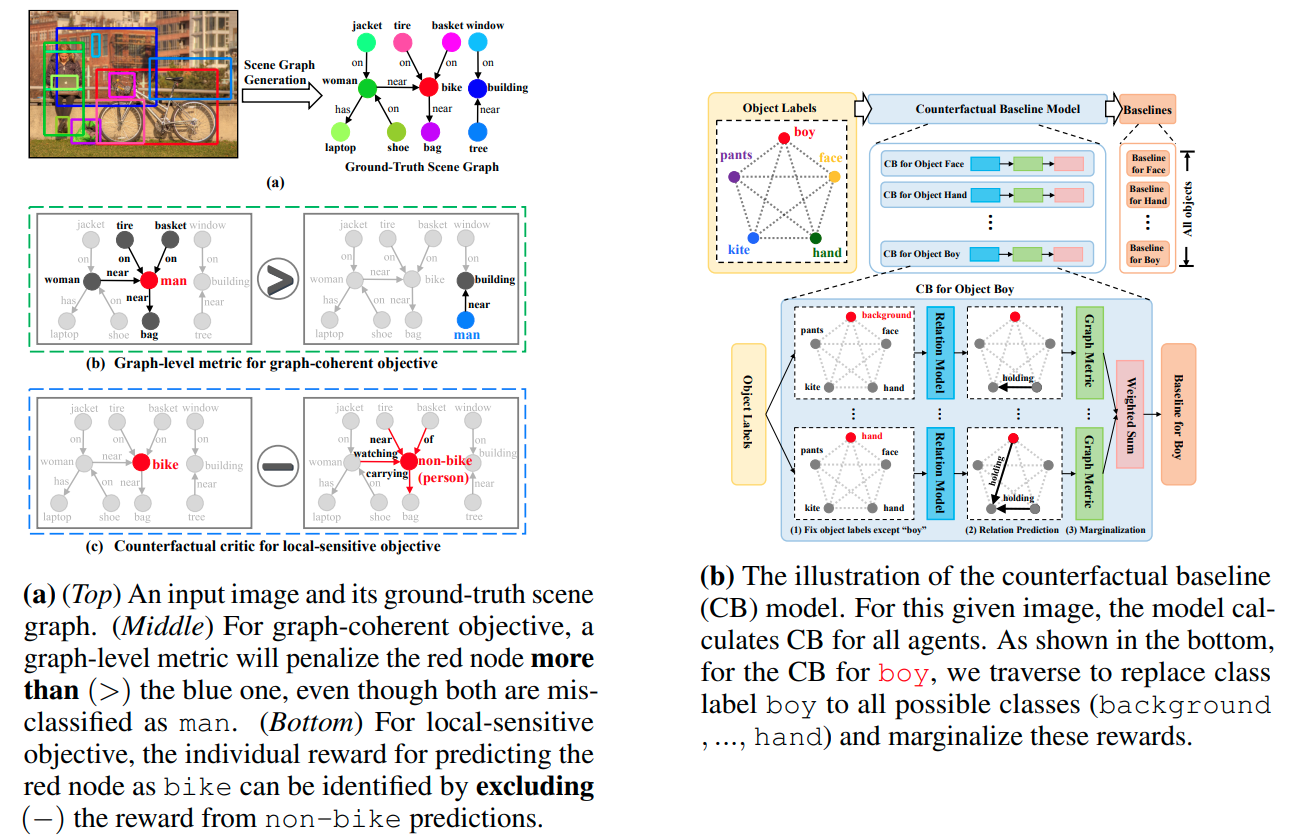 jacket tire basket window
Scene Graph
Generation
on on on on
woman near bike building
has on near near
laptop shoe bag tree
Ground-Truth Scene Graph
(a)
jacket tire basket window
on on on on
woman near man building
has on near near
laptop shoe bag tree
>
jacket tire basket window
on on on on
woman near bike building
has on near near
laptop shoe bag man
(b) Graph-level metric for graph-coherent objective
jacket tire basket window
on on on on
woman near bike building
has on near near
laptop shoe bag tree
−
jacket tire basket window
on near of on
woman watching non-bike building
(person)
has on carrying near
laptop shoe bag tree
(c) Counterfactual critic for local-sensitive objective
(a) (Top) An input image and its ground-truth scene
graph. (Middle) For graph-coherent objective, a
graph-level metric will penalize the red node more
than (>) the blue one, even though both are mis-
classified as man. (Bottom) For local-sensitive
objective, the individual reward for predicting the
red node as bike can be identified by excluding
(−) the reward from non-bike predictions.
Object Labels
Counterfactual Baseline Model
Baselines
boy
pants
face
kite
hand
CB for Object Face
CB for Object Hand
⋮
CB for Object Boy
Baseline
for Face
Baseline
for Hand
⋮
Baseline
for Boy
All objects
CB for Object Boy
Object Labels
background
pants
face
kite
hand
Relation Model
holding
Graph Metric
⋮
⋮
⋮
hand
pants
face
kite
hand
Relation Model
holding
holding
Graph Metric
Weighted Sum
Baseline for Boy
(1) Fix object labels except “boy”
(2) Relation Prediction
(3) Marginalization
(b) The illustration of the counterfactual baseline
(CB) model. For this given image, the model cal-
culates CB for all agents. As shown in the bottom,
for the CB for boy, we traverse to replace class
label boy to all possible classes (background
,..., hand) and marginalize these rewards.